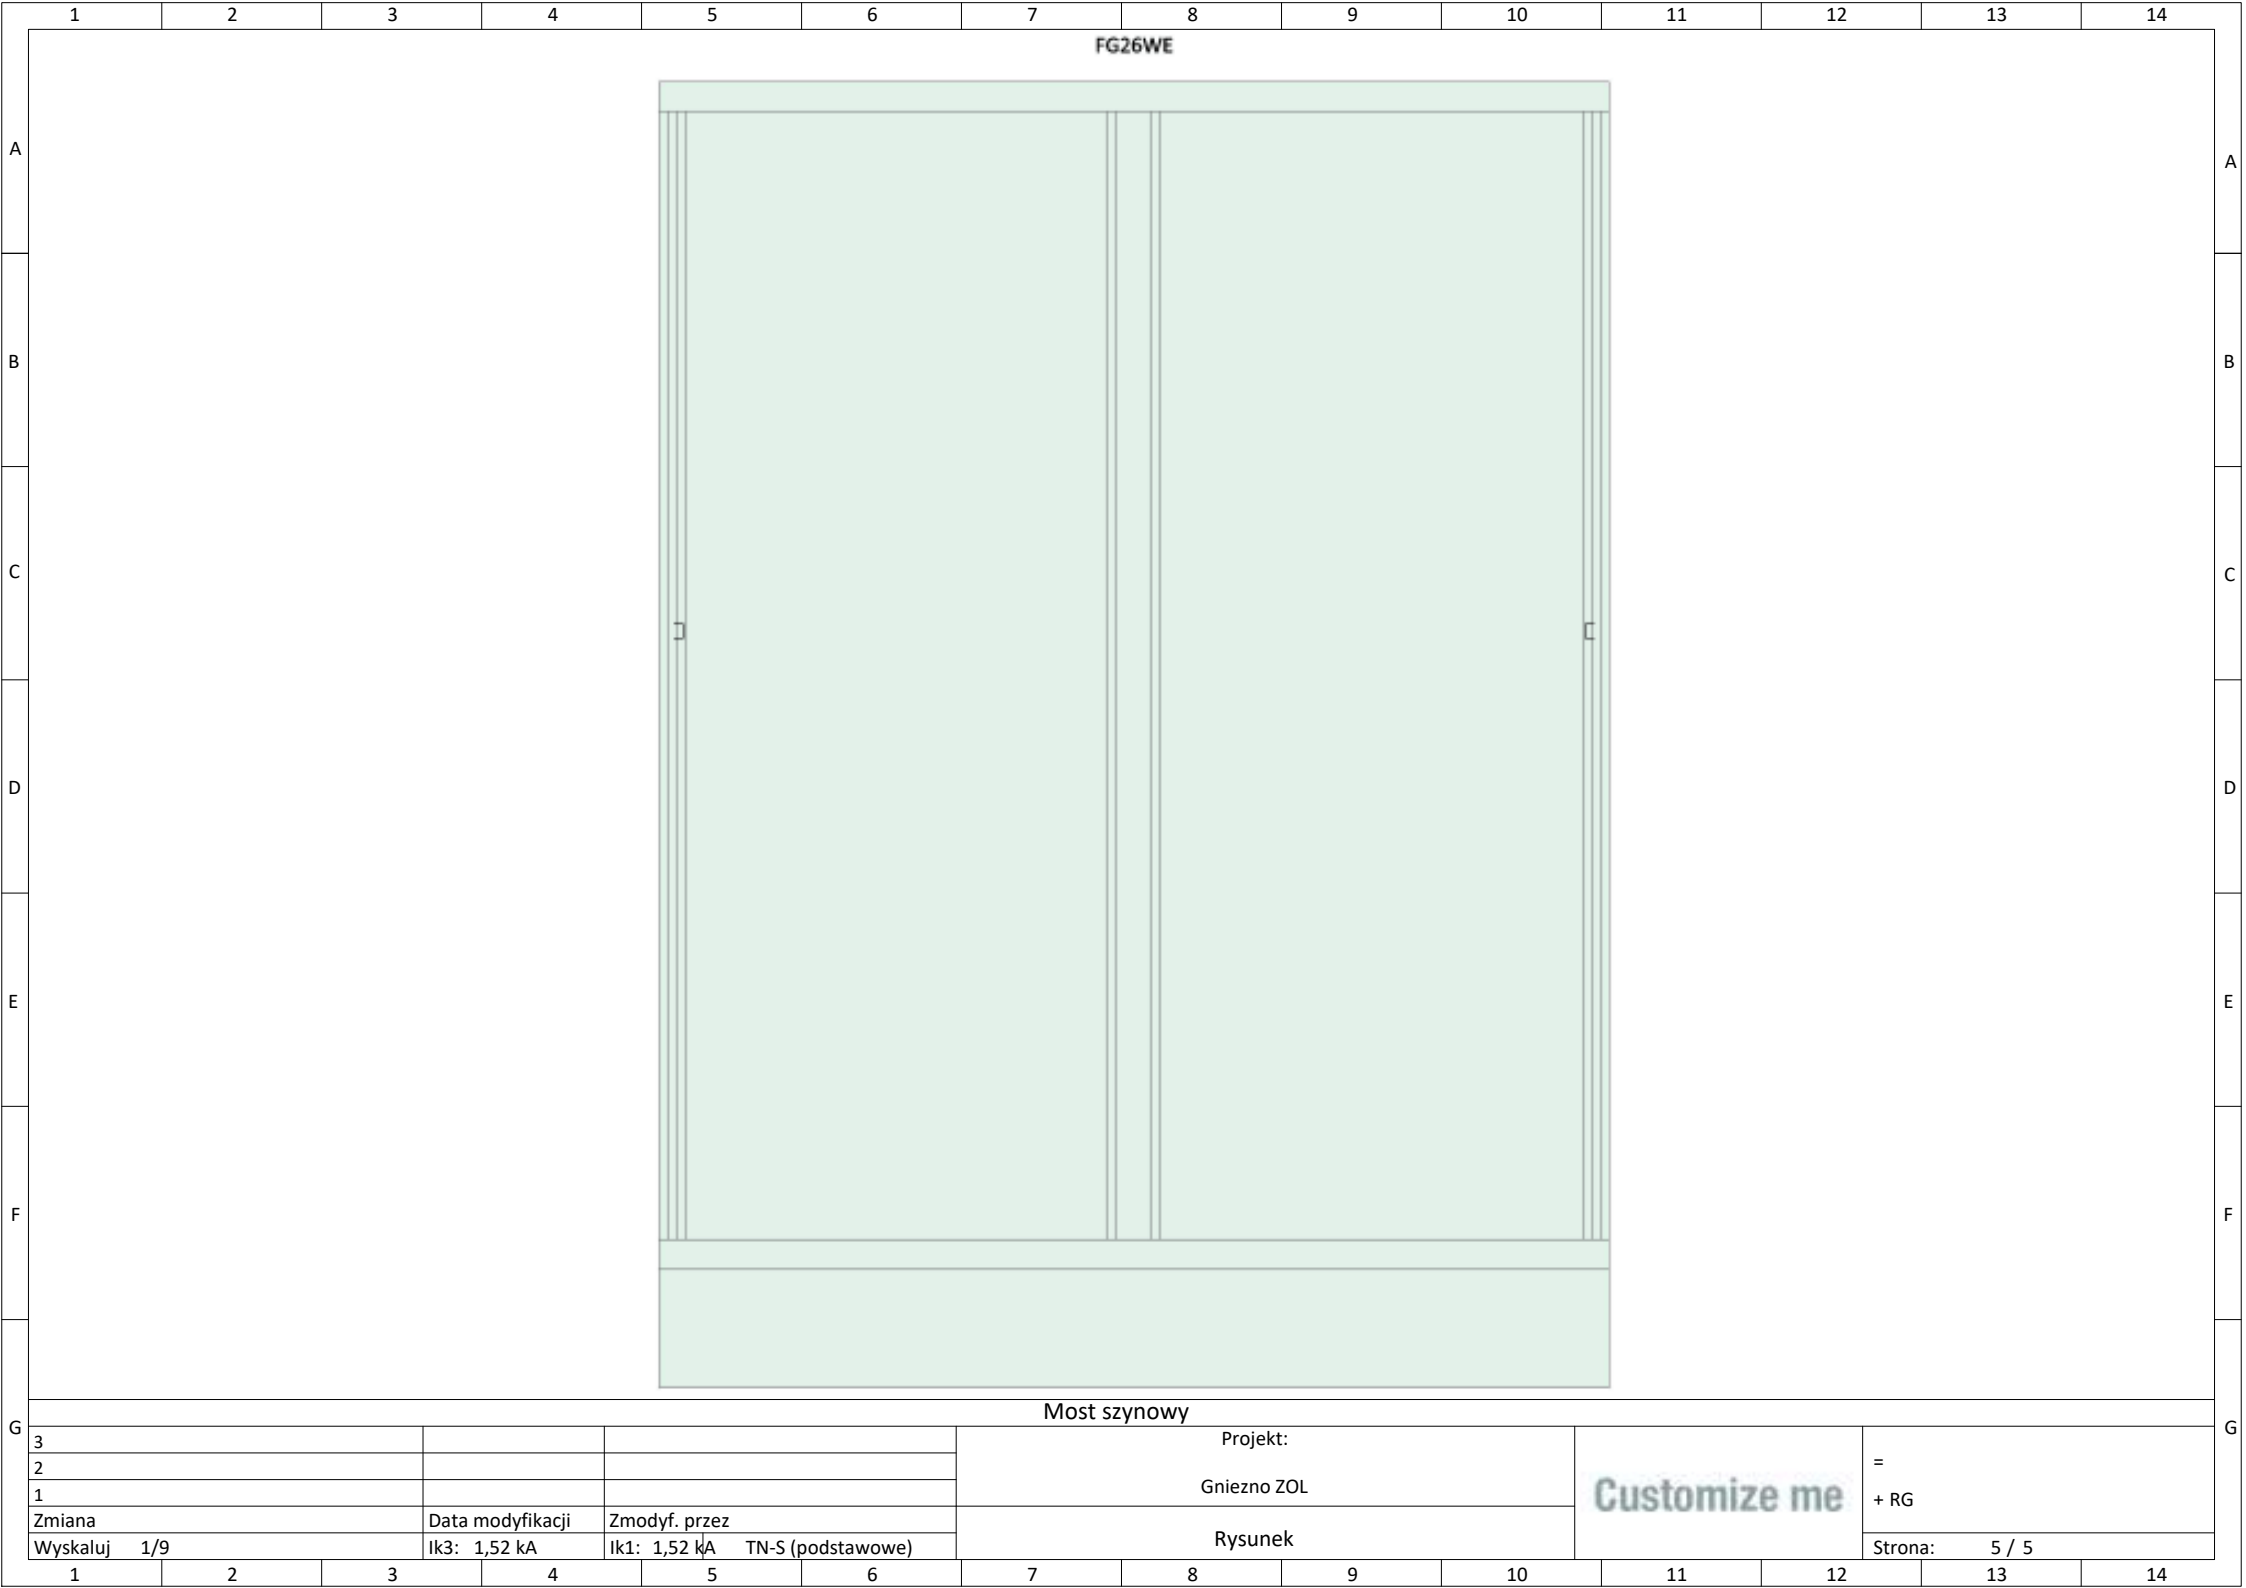 1 2 3 4 5 6 7 8 9 10 11 12 13 14
FG26WE
A A
B B
C C
D D
E E
F F
G G
Most szynowy
3
2
1
Zmiana Data modyfikacji Zmodyf. przez
Wyskaluj 1/9 Ik3: 1,52 kA Ik1: 1,52 kA TN-S (podstawowe)
Projekt:
Gniezno ZOL
Rysunek
Customize me
=
+ RG
Strona: 5 / 5
1 2 3 4 5 6 7 8 9 10 11 12 13 14